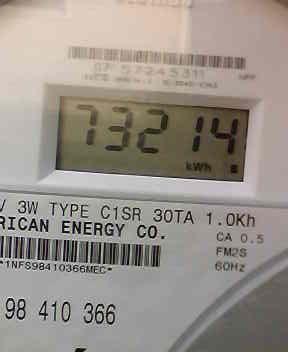 57245311
73214
kWh
V 3W TYPE C1SR 30TA 1.0Kh
RICAN ENERGY CO.
CA 0.5
FM2S
60Hz
*1NFS98410366MEC*
98 410 366